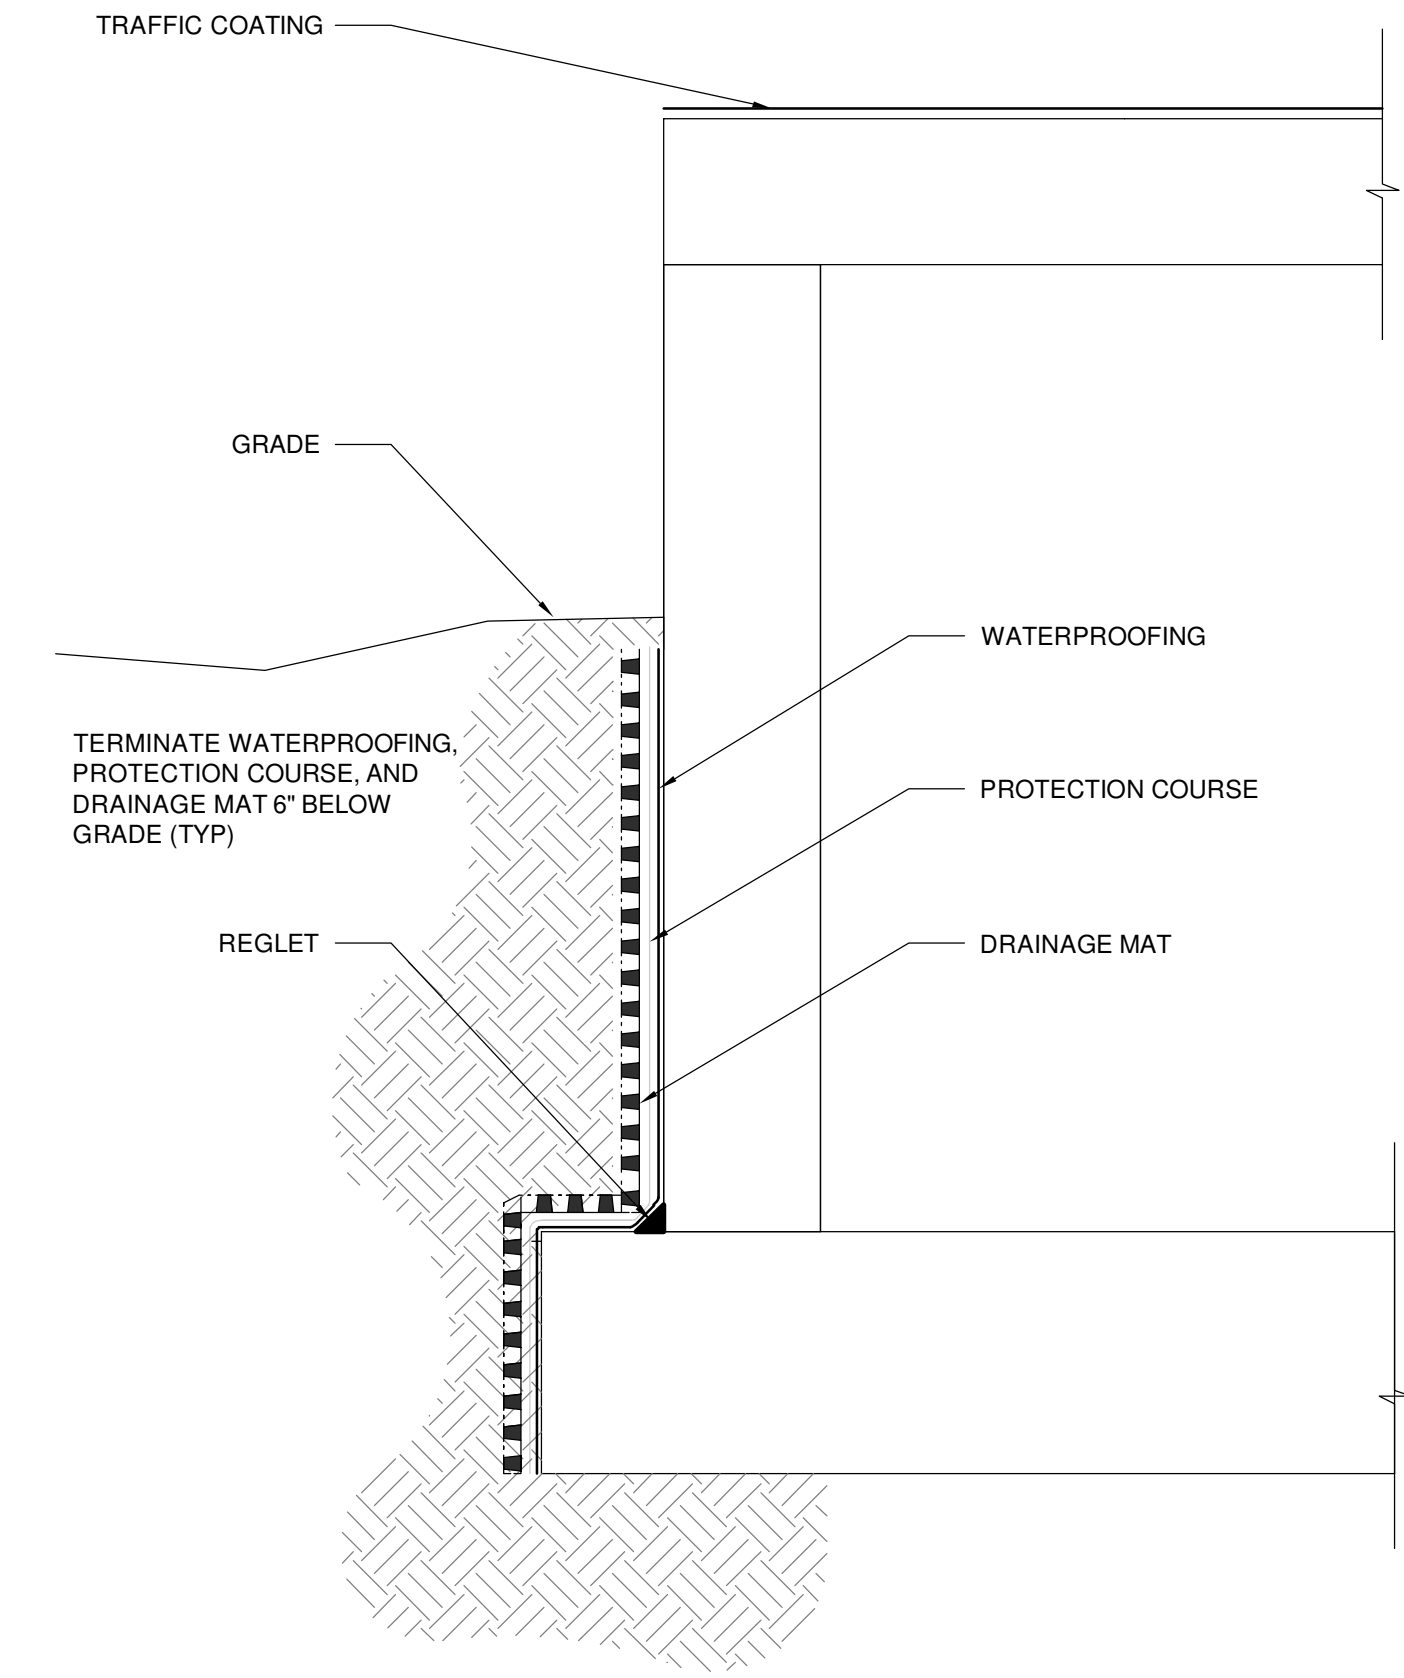 TRAFFIC COATING
GRADE
WATERPROOFING
TERMINATE WATERPROOFING,
PROTECTION COURSE, AND
DRAINAGE MAT 6" BELOW
GRADE (TYP)
PROTECTION COURSE
REGLET
DRAINAGE MAT